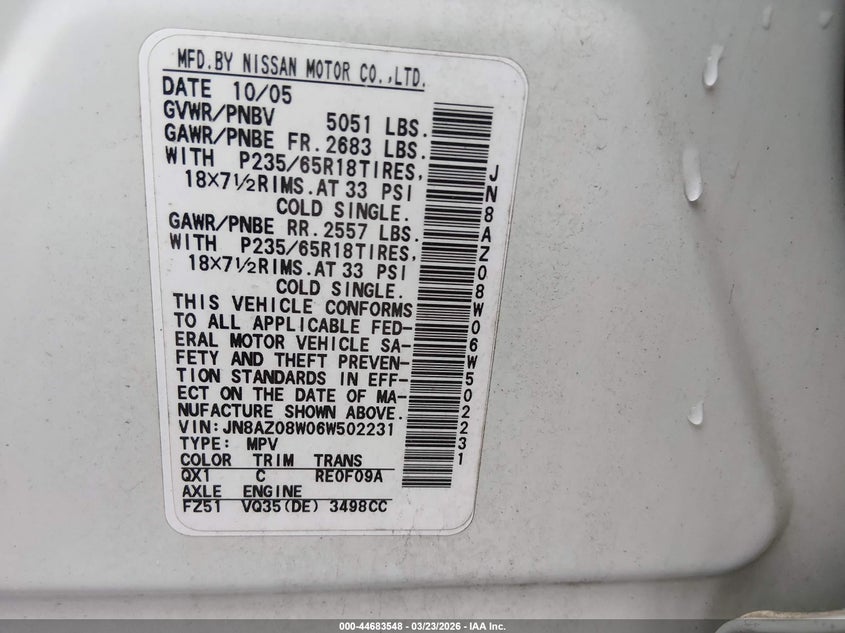 MFD.BY NISSAN MOTOR CO.,LTD.
DATE 10/05
GVWR/PNBV 5051 LBS.
GAWR/PNBE FR.2683 LBS.
WITH P235/65R18TIRES,
18X7½RIMS.AT 33 PSI
COLD SINGLE.
GAWR/PNBE RR.2557 LBS.
WITH P235/65R18TIRES,
18X7½RIMS.AT 33 PSI
COLD SINGLE.
THIS VEHICLE CONFORMS
TO ALL APPLICABLE FED-
ERAL MOTOR VEHICLE SA-
FETY AND THEFT PREVEN-
TION STANDARDS IN EFF-
ECT ON THE DATE OF MA-
NUFACTURE SHOWN ABOVE.
VIN:JN8AZ08W06W502231
TYPE: MPV
COLOR TRIM TRANS
QX1 C RE0F09A
AXLE ENGINE
FZ51 VQ35(DE) 3498CC
JN8AZ08W06W502231
000-44683548 - 03/23/2026 - IAA Inc.